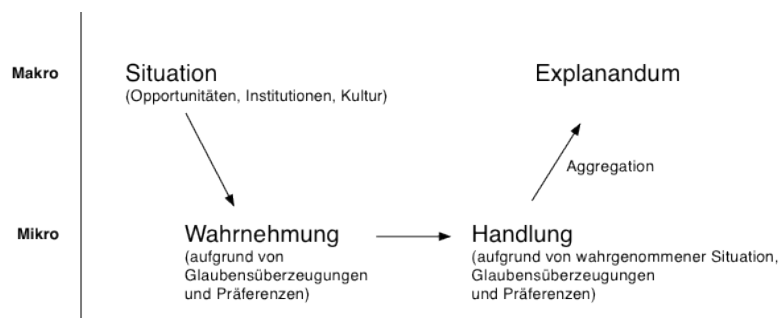 Makro
Situation
(Opportunitäten, Institutionen, Kultur)
Explanandum
Aggregation
Mikro
Wahrnehmung
(aufgrund von
Glaubensüberzeugungen
und Präferenzen)
Handlung
(aufgrund von wahrgenommener Situation,
Glaubensüberzeugungen
und Präferenzen)